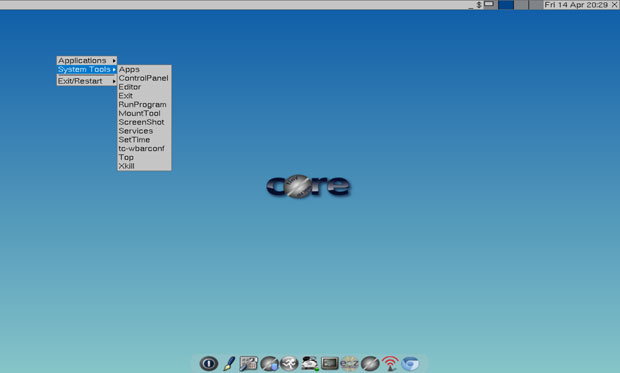 _ $ Fri 14 Apr 20:29 X
Applications
System Tools
Exit/Restart
Apps
ControlPanel
Editor
Exit
RunProgram
MountTool
ScreenShot
Services
SetTime
tc-wbarconf
Top
Xkill
core